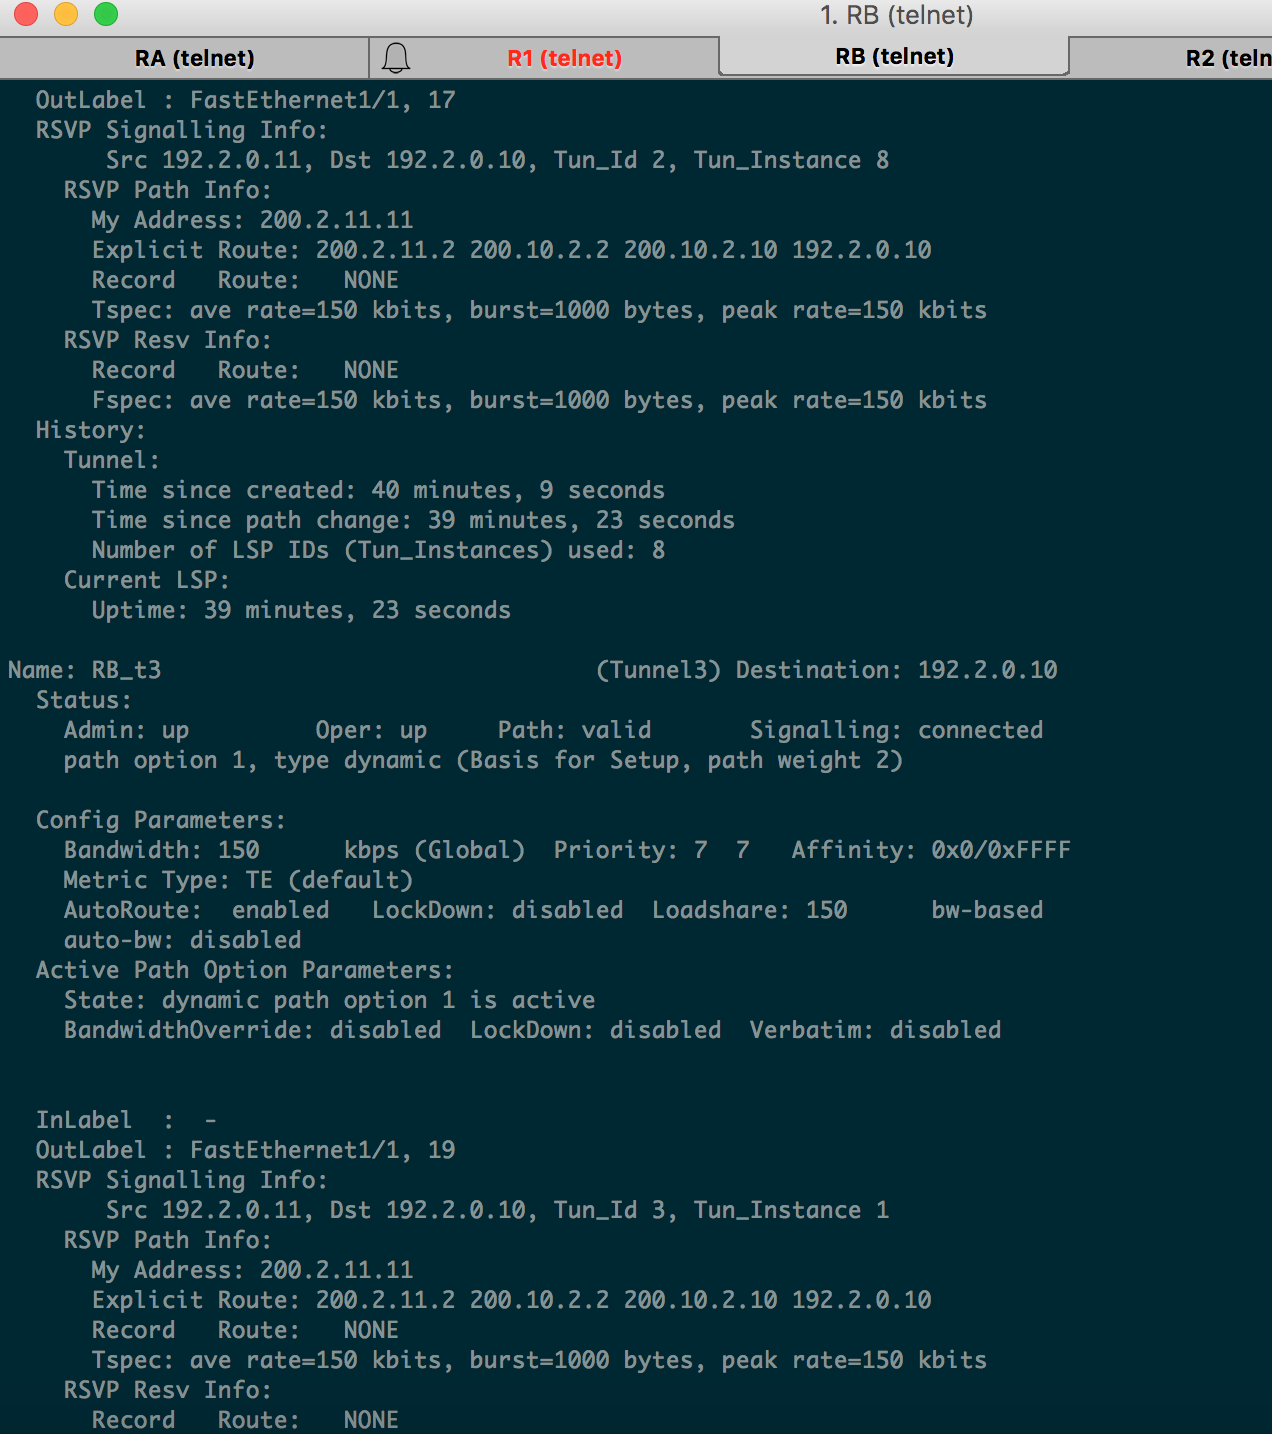 1. RB (telnet)
RA (telnet) R1 (telnet) RB (telnet) R2 (teln
OutLabel : FastEthernet1/1, 17
RSVP Signalling Info:
Src 192.2.0.11, Dst 192.2.0.10, Tun_Id 2, Tun_Instance 8
RSVP Path Info:
My Address: 200.2.11.11
Explicit Route: 200.2.11.2 200.10.2.2 200.10.2.10 192.2.0.10
Record Route: NONE
Tspec: ave rate=150 kbits, burst=1000 bytes, peak rate=150 kbits
RSVP Resv Info:
Record Route: NONE
Fspec: ave rate=150 kbits, burst=1000 bytes, peak rate=150 kbits
History:
Tunnel:
Time since created: 40 minutes, 9 seconds
Time since path change: 39 minutes, 23 seconds
Number of LSP IDs (Tun_Instances) used: 8
Current LSP:
Uptime: 39 minutes, 23 seconds
Name: RB_t3 (Tunnel3) Destination: 192.2.0.10
Status:
Admin: up Oper: up Path: valid Signalling: connected
path option 1, type dynamic (Basis for Setup, path weight 2)
Config Parameters:
Bandwidth: 150 kbps (Global) Priority: 7 7 Affinity: 0x0/0xFFFF
Metric Type: TE (default)
AutoRoute: enabled LockDown: disabled Loadshare: 150 bw-based
auto-bw: disabled
Active Path Option Parameters:
State: dynamic path option 1 is active
BandwidthOverride: disabled LockDown: disabled Verbatim: disabled
InLabel : -
OutLabel : FastEthernet1/1, 19
RSVP Signalling Info:
Src 192.2.0.11, Dst 192.2.0.10, Tun_Id 3, Tun_Instance 1
RSVP Path Info:
My Address: 200.2.11.11
Explicit Route: 200.2.11.2 200.10.2.2 200.10.2.10 192.2.0.10
Record Route: NONE
Tspec: ave rate=150 kbits, burst=1000 bytes, peak rate=150 kbits
RSVP Resv Info:
Record Route: NONE